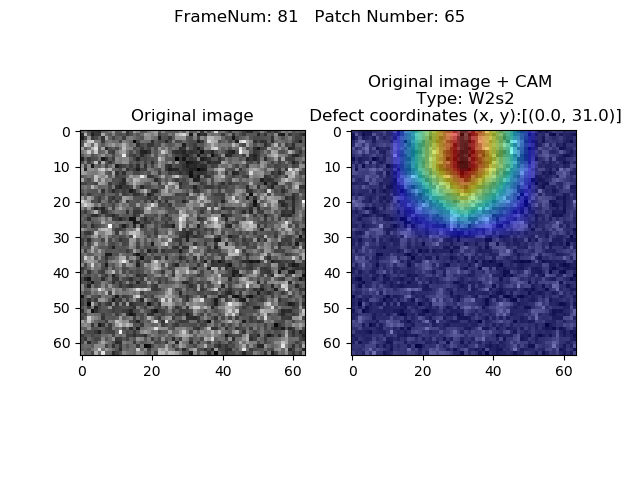 FrameNum: 81   Patch Number: 65
Original image
Original image + CAM
Type: W2s2
Defect coordinates (x, y):[(0.0, 31.0)]
0
10
20
30
40
50
60
0 20 40 60
0
10
20
30
40
50
60
0 20 40 60